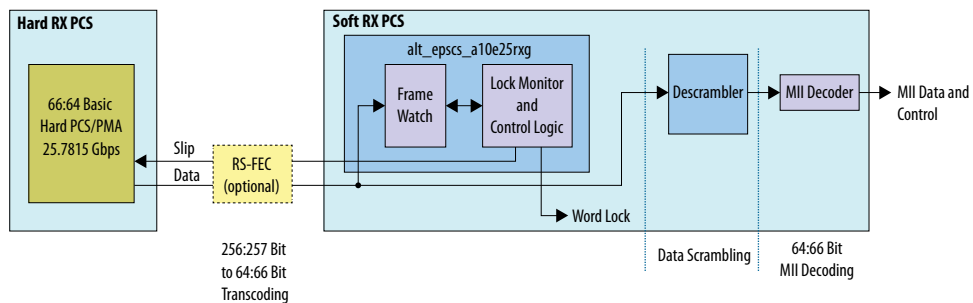 Hard RX PCS
Soft RX PCS
alt_epscs_a10e25rxg
66:64 Basic
Hard PCS/PMA
25.7815 Gbps
Frame
Watch
Lock Monitor
and
Control Logic
Descrambler
MII Decoder
MII Data and
Control
Slip
Data
RS-FEC
(optional)
Word Lock
256:257 Bit
to 64:66 Bit
Transcoding
Data Scrambling
64:66 Bit
MII Decoding